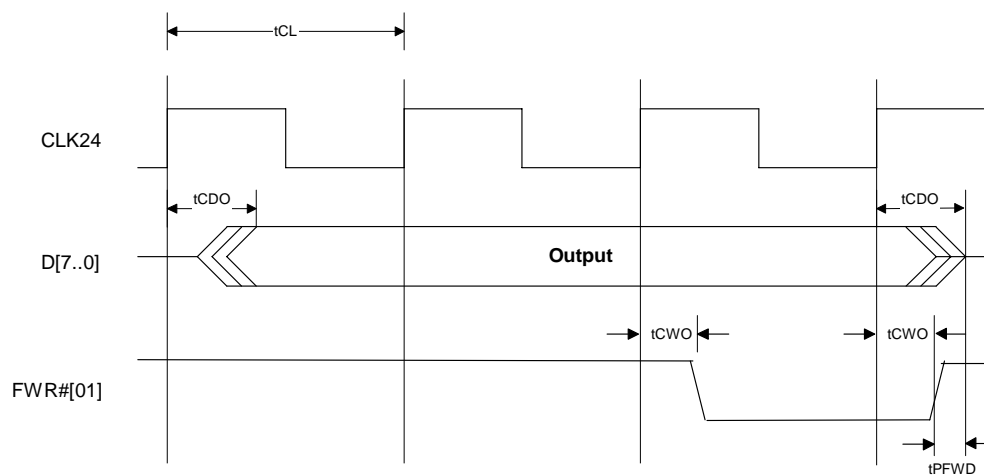 tCL
CLK24
tCDO
tCDO
D[7..0]
Output
tCWO
tCWO
FWR#[01]
tPFWD